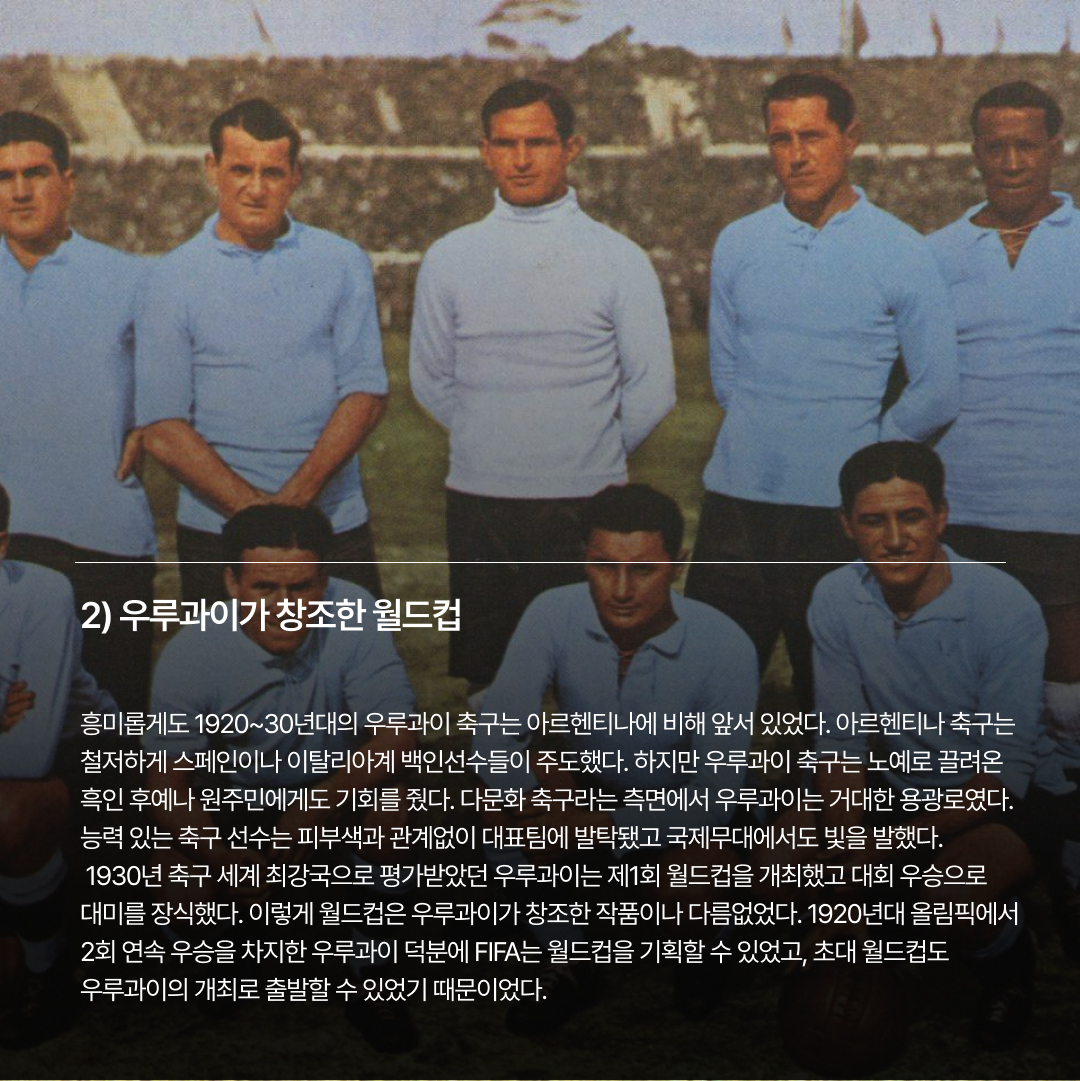 2) 우루과이가 창조한 월드컵
흥미롭게도 1920~30년대의 우루과이 축구는 아르헨티나에 비해 앞서 있었다. 아르헨티나 축구는
철저하게 스페인이나 이탈리아계 백인선수들이 주도했다. 하지만 우루과이 축구는 노예로 끌려온
흑인 후예나 원주민에게도 기회를 줬다. 다문화 축구라는 측면에서 우루과이는 거대한 용광로였다.
능력 있는 축구 선수는 피부색과 관계없이 대표팀에 발탁됐고 국제무대에서도 빛을 발했다.
1930년 축구 세계 최강국으로 평가받았던 우루과이는 제1회 월드컵을 개최했고 대회 우승으로
대미를 장식했다. 이렇게 월드컵은 우루과이가 창조한 작품이나 다름없었다. 1920년대 올림픽에서
2회 연속 우승을 차지한 우루과이 덕분에 FIFA는 월드컵을 기획할 수 있었고, 초대 월드컵도
우루과이의 개최로 출발할 수 있었기 때문이었다.